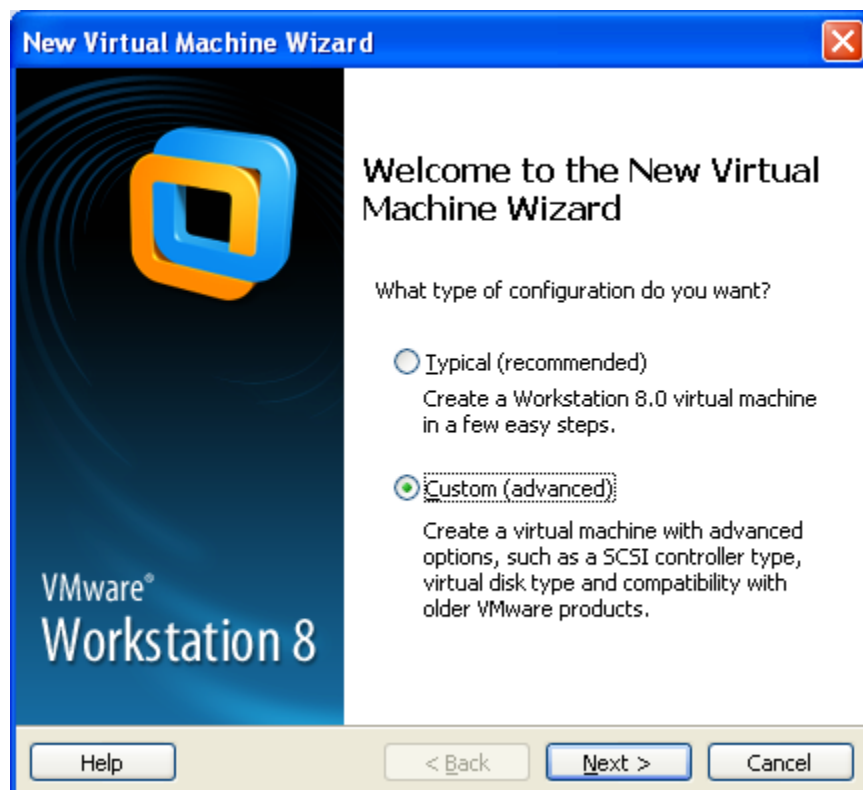 New Virtual Machine Wizard
Welcome to the New Virtual
Machine Wizard
What type of configuration do you want?
Typical (recommended)
Create a Workstation 8.0 virtual machine
in a few easy steps.
Custom (advanced)
Create a virtual machine with advanced
options, such as a SCSI controller type,
virtual disk type and compatibility with
older VMware products.
VMware®
Workstation 8
Help
< Back
Next >
Cancel